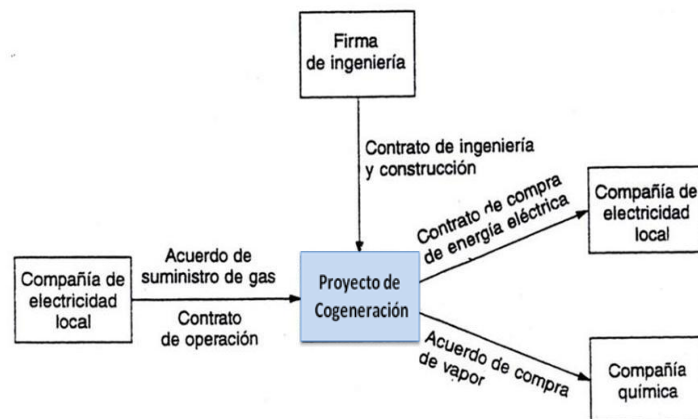 Firma
de ingeniería
Contrato de ingeniería
y construcción
Contrato de compra
de energía eléctrica
Compañía de
electricidad
local
Acuerdo de
suministro de gas
Compañía de
electricidad
local
Contrato
de operación
Proyecto de
Cogeneración
Acuerdo de compra
de vapor
Compañía
química